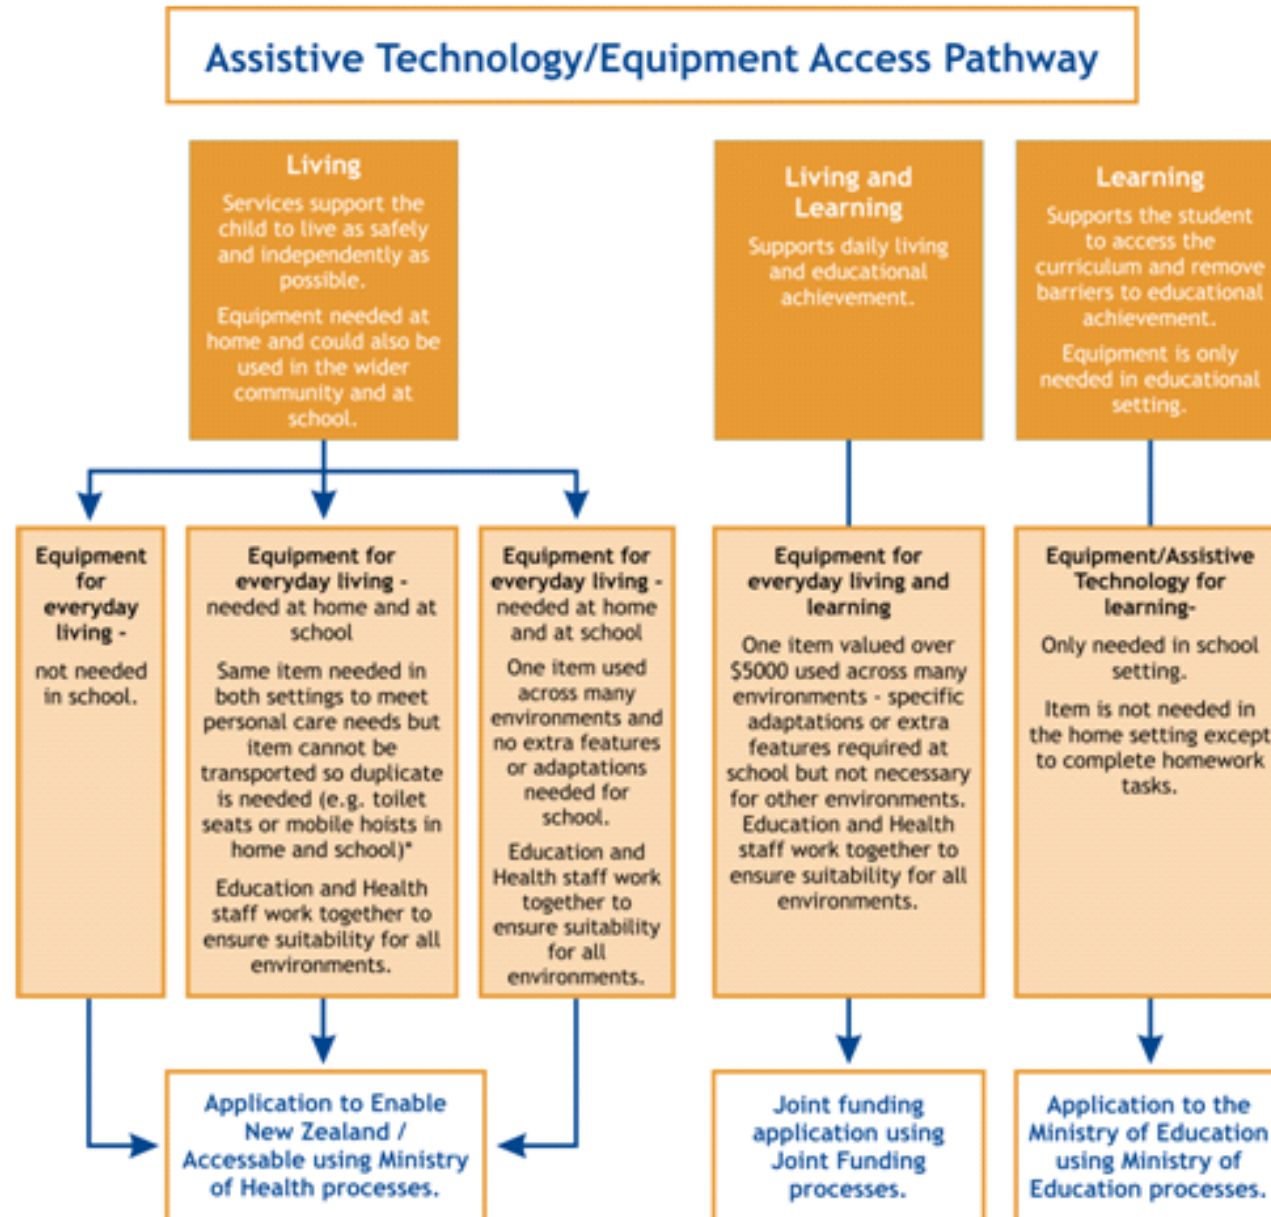 Assistive Technology/Equipment Access Pathway
Living
Services support the
child to live as safely
and independently as
possible.
Equipment needed at
home and could also be
used in the wider
community and at
school.
Living and
Learning
Supports daily living
and educational
achievement.
Learning
Supports the student
to access the
curriculum and remove
barriers to educational
achievement.
Equipment is only
needed in educational
setting.
Equipment
for
everyday
living -
not needed
in school.
Equipment for
everyday living -
needed at home and at
school
Same item needed in
both settings to meet
personal care needs but
item cannot be
transported so duplicate
is needed (e.g. toilet
seats or mobile hoists in
home and school)*
Education and Health
staff work together to
ensure suitability for all
environments.
Equipment for
everyday living -
needed at home
and at school
One item used
across many
environments and
no extra features
or adaptations
needed for
school.
Education and
Health staff work
together to
ensure suitability
for all
environments.
Equipment for
everyday living and
learning
One item valued over
$5000 used across many
environments - specific
adaptations or extra
features required at
school but not necessary
for other environments.
Education and Health
staff work together to
ensure suitability for all
environments.
Equipment/Assistive
Technology for
learning-
Only needed in school
setting.
Item is not needed in
the home setting except
to complete homework
tasks.
Application to Enable
New Zealand /
Accessable using Ministry
of Health processes.
Joint funding
application using
Joint Funding
processes.
Application to the
Ministry of Education
using Ministry of
Education processes.